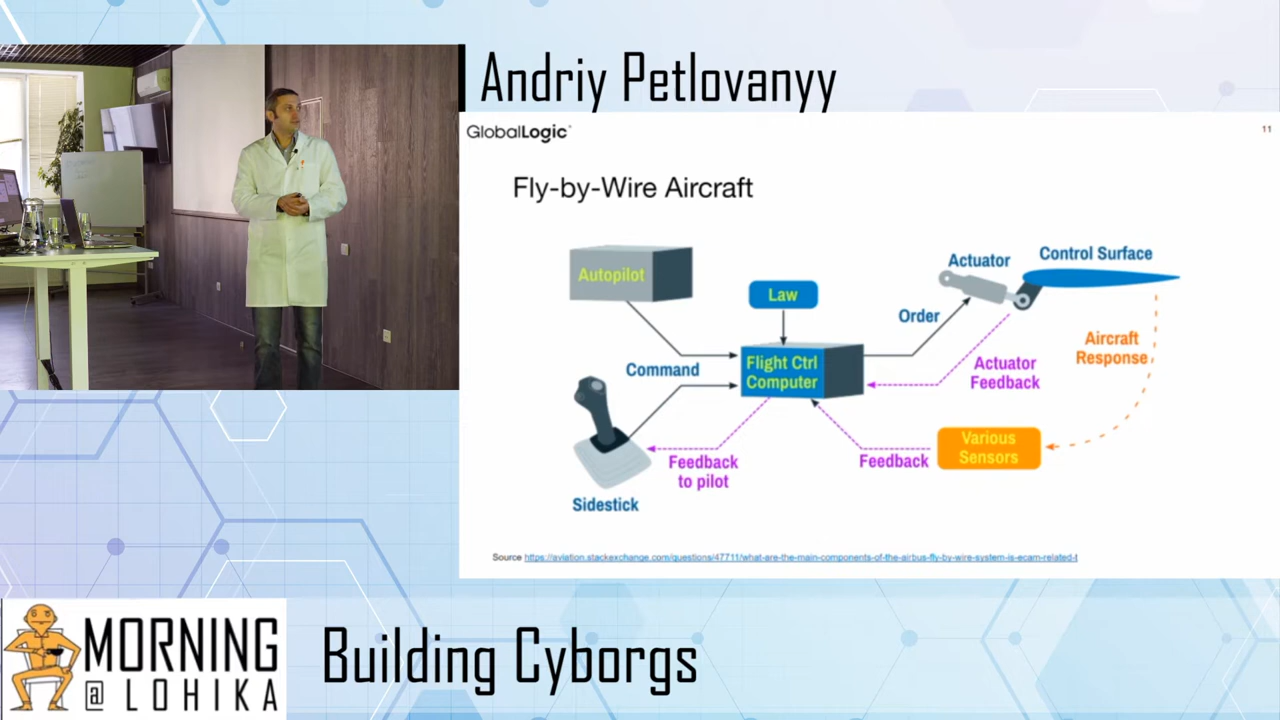 Andriy Petlovanyy
GlobalLogic
11
Fly-by-Wire Aircraft
Autopilot
Law
Actuator
Control Surface
Order
Command
Flight Ctrl
Computer
Aircraft
Response
Actuator
Feedback
Various
Sensors
Feedback
Feedback
to pilot
Sidestick
Source https://aviation.stackexchange.com/questions/47711/what-are-the-main-components-of-the-airbus-fly-by-wire-system-is-ecam-related-t
MORNING
@ LOHIKA
Building Cyborgs